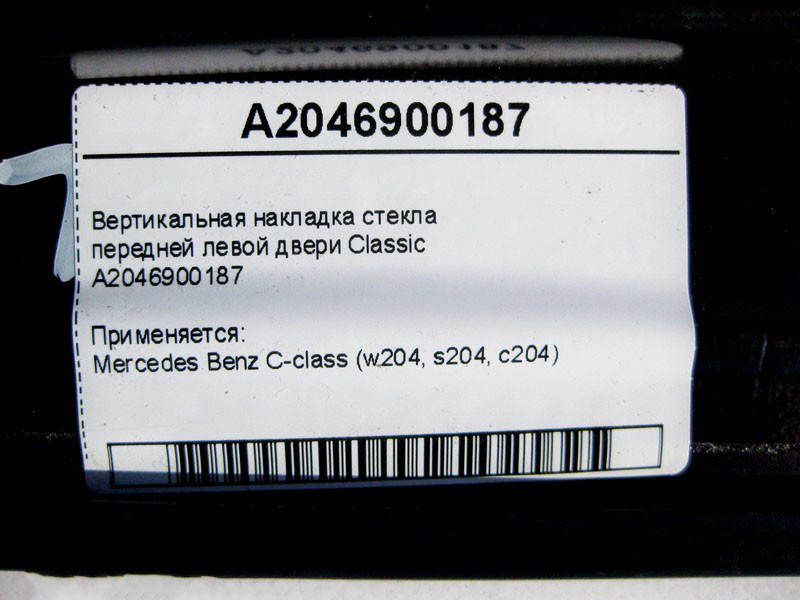 A2046900187
Вертикальная накладка стекла
передней левой двери Classic
A2046900187
Применяется:
Mercedes Benz C-class (w204, s204, c204)